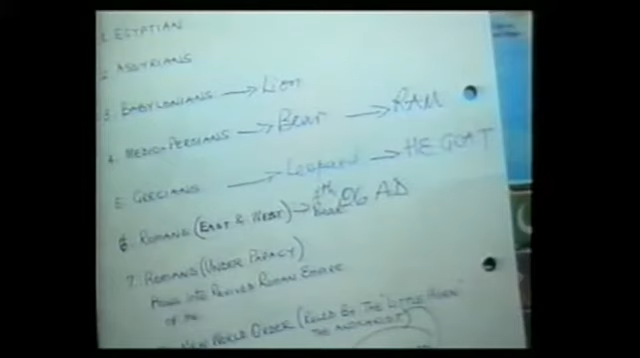 1. EGYPTIAN
2. ASSYRIANS
3. BABYLONIANS → Lion
4. MEDIO-PERSIANS → Bear → RAM
5. GRECIANS → Leopard → HE GOAT
6. ROMANS (EAST & WEST) → 4th Beast AD
7. ROMANS (UNDER PAPACY)
INTO REVIVED ROMAN EMPIRE
OF THE
NEW WORLD ORDER (RULED BY THE "LITTLE HORN"
THE ANTICHRIST)